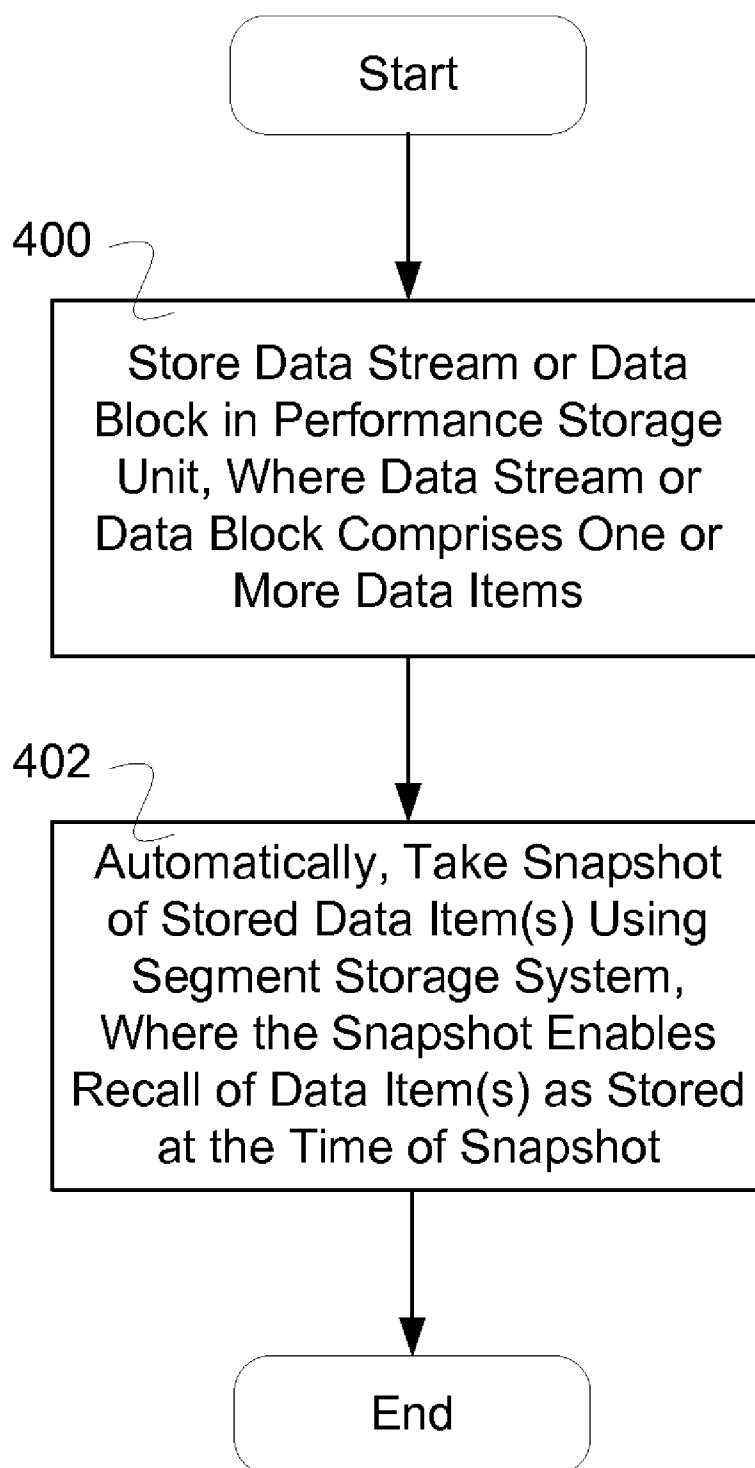 Start
400
Store Data Stream or Data
Block in Performance Storage
Unit, Where Data Stream or
Data Block Comprises One or
More Data Items
402
Automatically, Take Snapshot
of Stored Data Item(s) Using
Segment Storage System,
Where the Snapshot Enables
Recall of Data Item(s) as Stored
at the Time of Snapshot
End